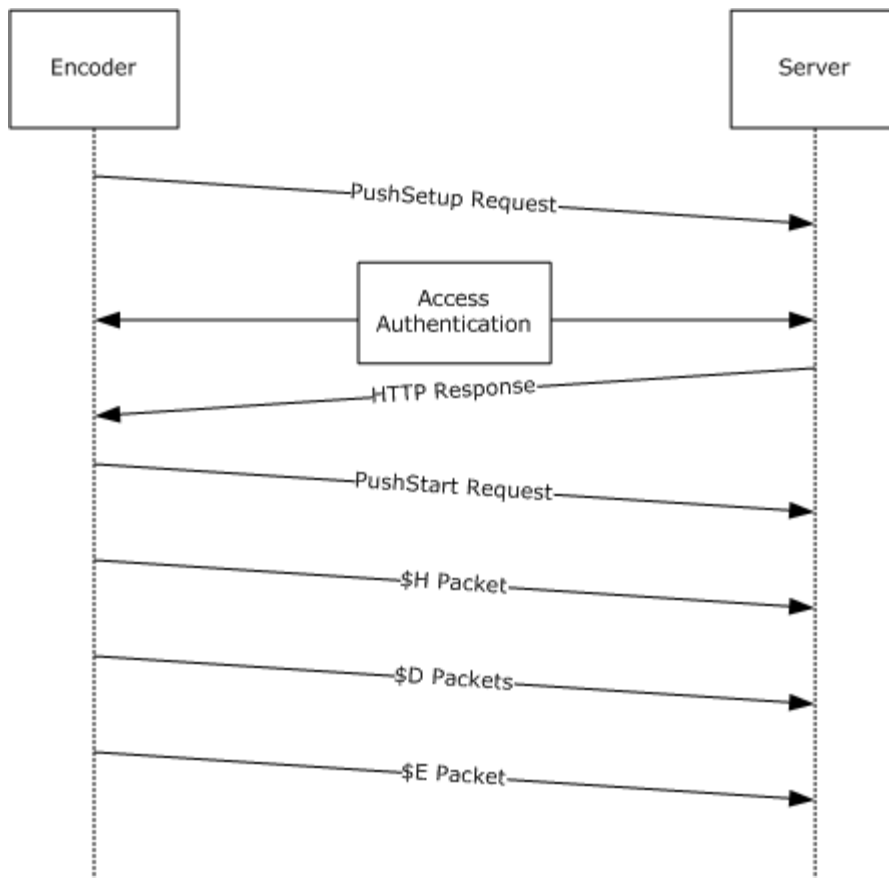 Encoder
Server
PushSetup Request
Access
Authentication
HTTP Response
PushStart Request
$H Packet
$D Packets
$E Packet